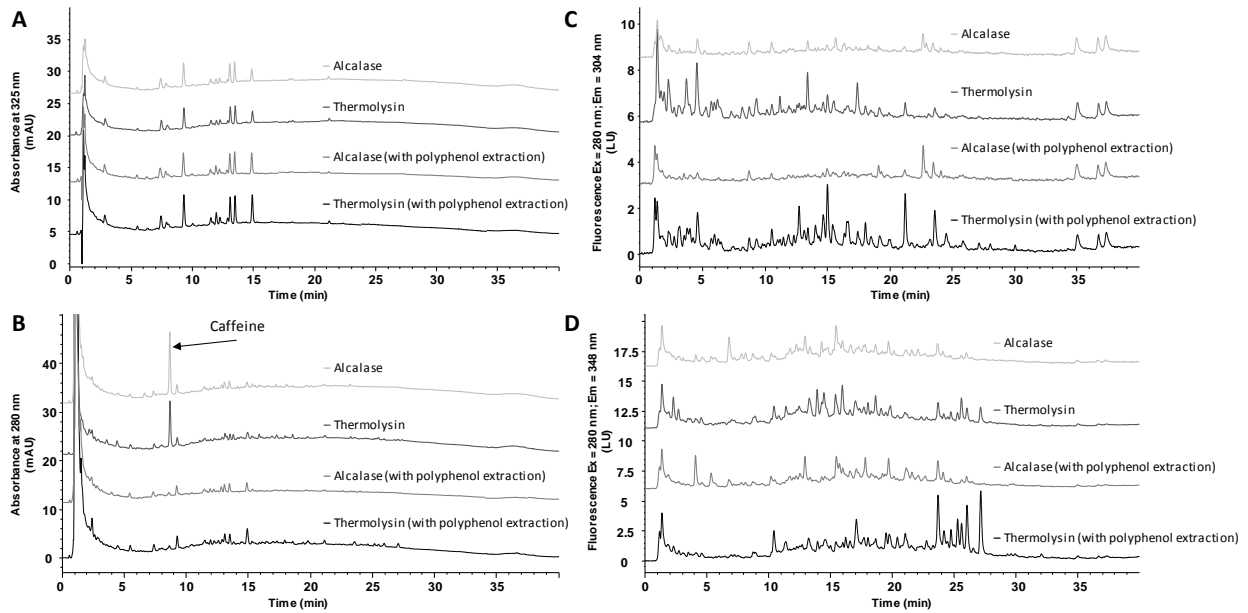 A
Absorbance at 325 nm
(mAU)
35
30
25
20
15
10
5
0
Alcalase
Thermolysin
Alcalase (with polyphenol extraction)
Thermolysin (with polyphenol extraction)
0 5 10 15 20 25 30 35
Time (min)
C
Fluorescence Ex = 280 nm; Em = 304 nm
(LU)
10
8
6
4
2
0
Alcalase
Thermolysin
Alcalase (with polyphenol extraction)
Thermolysin (with polyphenol extraction)
0 5 10 15 20 25 30 35
Time (min)
B
Absorbance at 280 nm
(mAU)
40
30
20
10
0
Caffeine
Alcalase
Thermolysin
Alcalase (with polyphenol extraction)
Thermolysin (with polyphenol extraction)
0 5 10 15 20 25 30 35
Time (min)
D
Fluorescence Ex = 280 nm; Em = 348 nm
(LU)
17.5
15
12.5
10
7.5
5
2.5
0
Alcalase
Thermolysin
Alcalase (with polyphenol extraction)
Thermolysin (with polyphenol extraction)
0 5 10 15 20 25 30 35
Time (min)